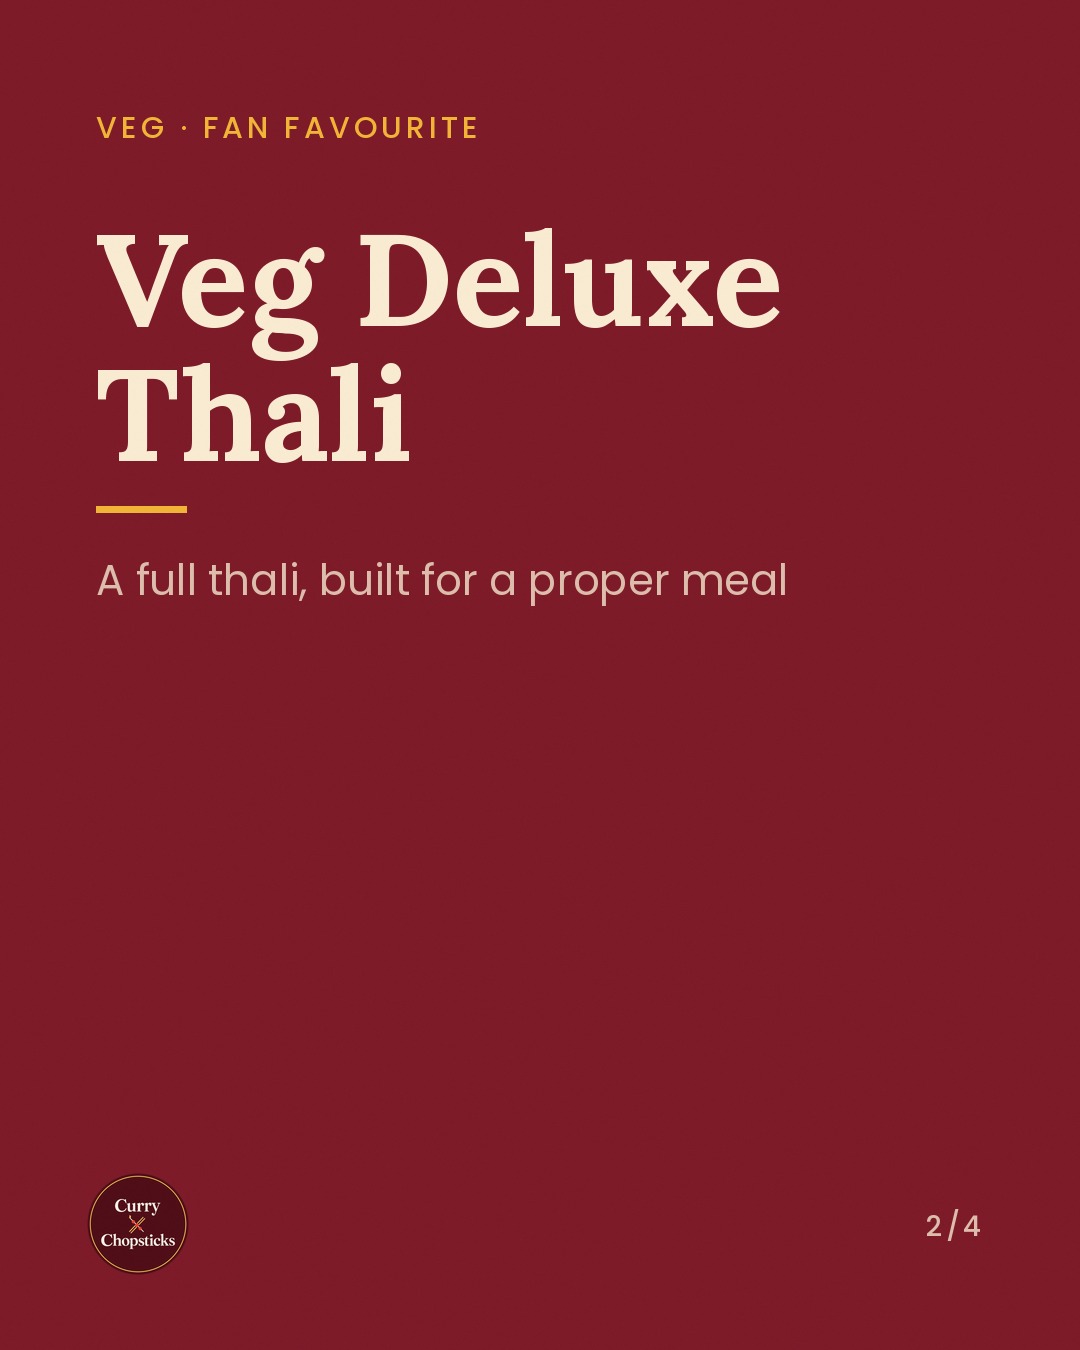 VEG · FAN FAVOURITE
Veg Deluxe
Thali
A full thali, built for a proper meal
Curry
Chopsticks
2/4